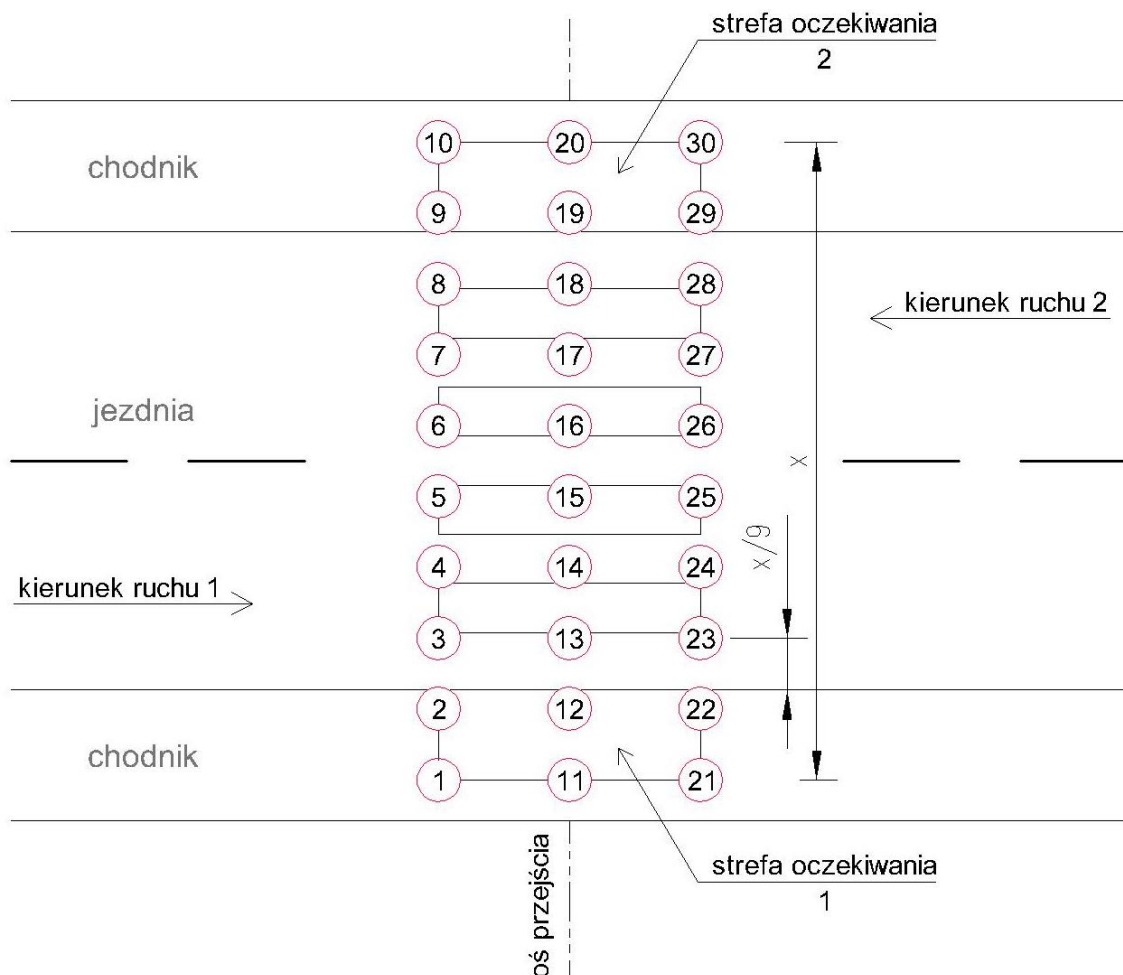 strefa oczekiwania
2
10 20 30
chodnik
9 19 29
8 18 28
kierunek ruchu 2
7 17 27
jezdnia
6 16 26
x
5 15 25
x/9
4 14 24
kierunek ruchu 1
3 13 23
2 12 22
chodnik
1 11 21
strefa oczekiwania
1
oś przejścia